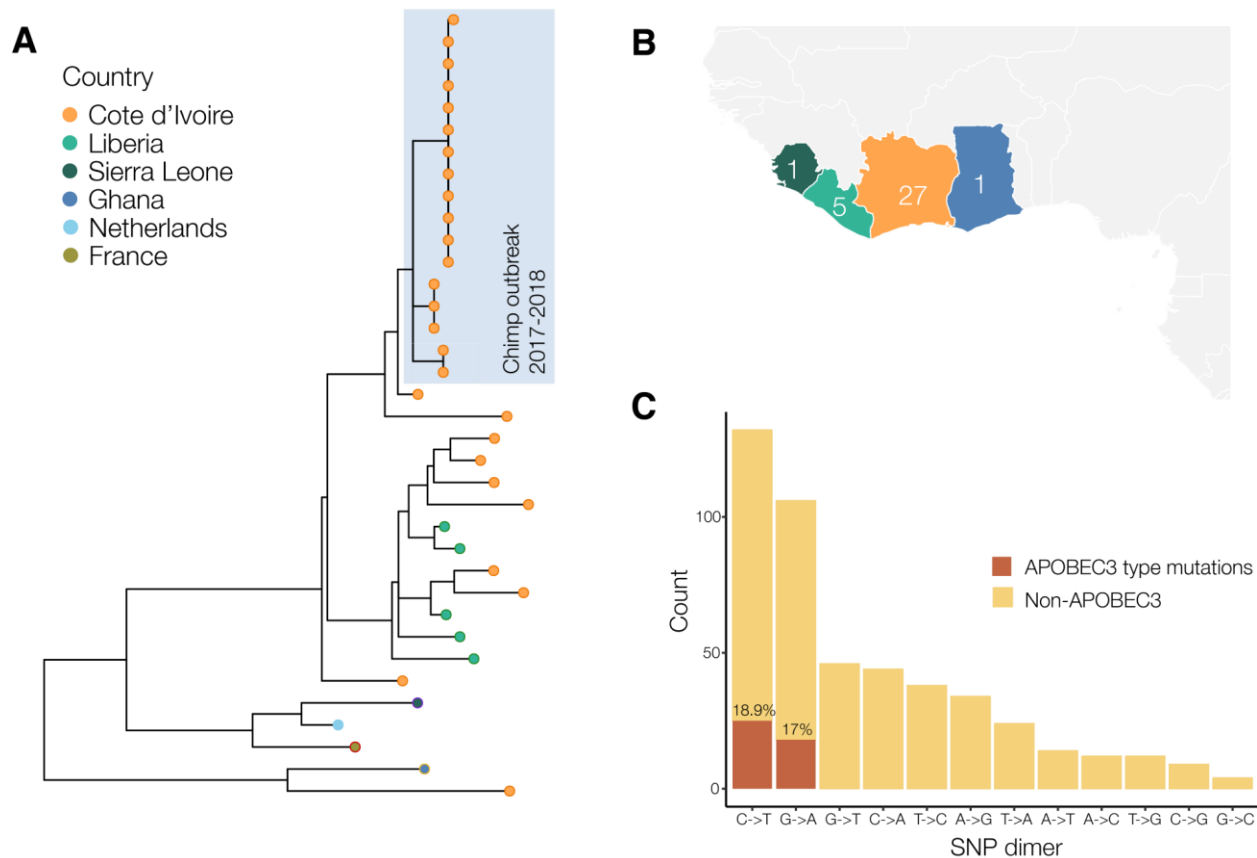 A
Country
Cote d'Ivoire
Liberia
Sierra Leone
Ghana
Netherlands
France
Chimp outbreak
2017-2018
B
1
5
27
1
C
Count
100
50
0
18.9%
17%
APOBEC3 type mutations
Non-APOBEC3
C->T G->A G->T C->A T->C A->G T->A A->T A->C T->G C->G G->C
SNP dimer